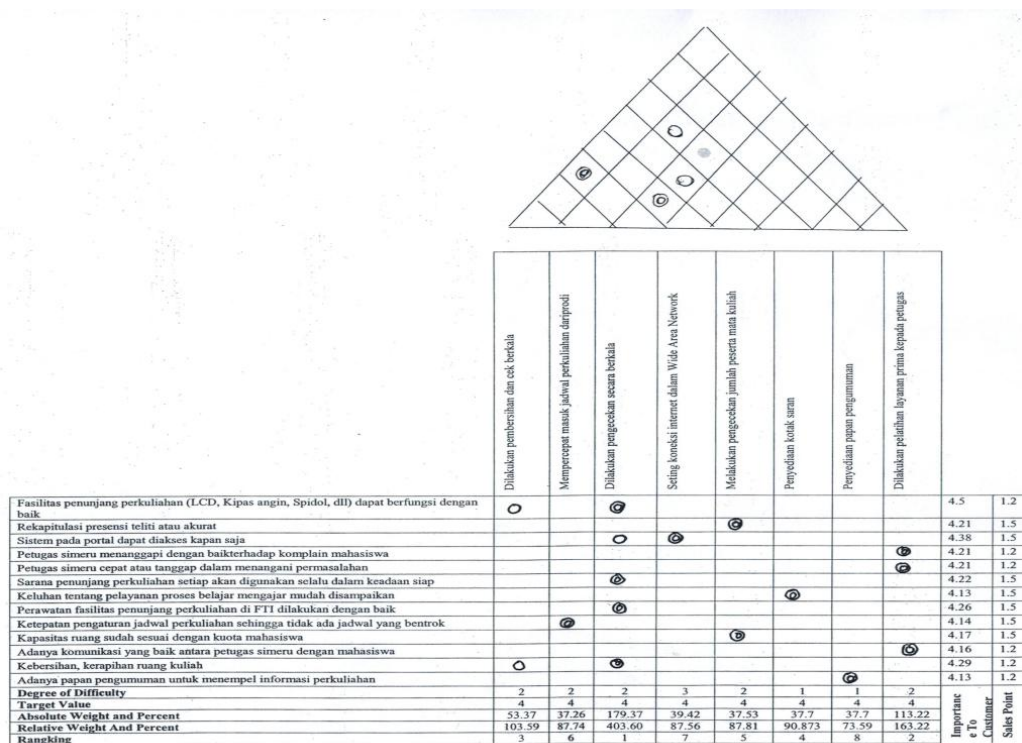 Dilakukan pembersihan dan cek berkala
Mempercepat masuk jadwal perkuliahan dariprodi
Dilakukan pengecekan secara berkala
Seting koneksi internet dalam Wide Area Network
Melakukan pengecekan jumlah peserta mata kuliah
Penyediaan kotak saran
Penyediaan papan pengumuman
Dilakukan pelatihan layanan prima kepada petugas
Fasilitas penunjang perkuliahan (LCD, Kipas angin, Spidol, dll) dapat berfungsi dengan
baik 4.5 1.2
Rekapitulasi presensi teliti atau akurat 4.21 1.5
Sistem pada portal dapat diakses kapan saja 4.38 1.5
Petugas simeru menanggapi dengan baikterhadap komplain mahasiswa 4.21 1.2
Petugas simeru cepat atau tanggap dalam menangani permasalahan 4.21 1.2
Sarana penunjang perkuliahan setiap akan digunakan selalu dalam keadaan siap 4.22 1.5
Keluhan tentang pelayanan proses belajar mengajar mudah disampaikan 4.13 1.5
Perawatan fasilitas penunjang perkuliahan di FTI dilakukan dengan baik 4.26 1.5
Ketepatan pengaturan jadwal perkuliahan sehingga tidak ada jadwal yang bentrok 4.14 1.5
Kapasitas ruang sudah sesuai dengan kuota mahasiswa 4.17 1.5
Adanya komunikasi yang baik antara petugas simeru dengan mahasiswa 4.16 1.2
Kebersihan, kerapihan ruang kuliah 4.29 1.2
Adanya papan pengumuman untuk menempel informasi perkuliahan 4.13 1.2
Degree of Difficulty 2 2 2 3 2 1 1 2
Target Value 4 4 4 4 4 4 4 4
Absolute Weight and Percent 53.37 37.26 179.37 39.42 37.53 37.7 37.7 113.22
Relative Weight And Percent 103.59 87.74 403.60 87.56 87.81 90.873 73.59 163.22
Rangking 3 6 1 7 5 4 8 2
Importanc
e To
Customer
Sales Point